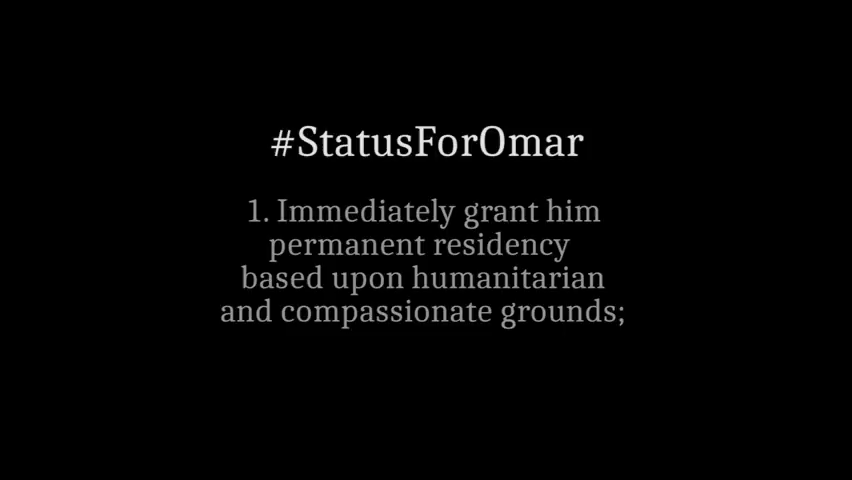 #StatusForOmar
1. Immediately grant him
permanent residency
based upon humanitarian
and compassionate grounds;